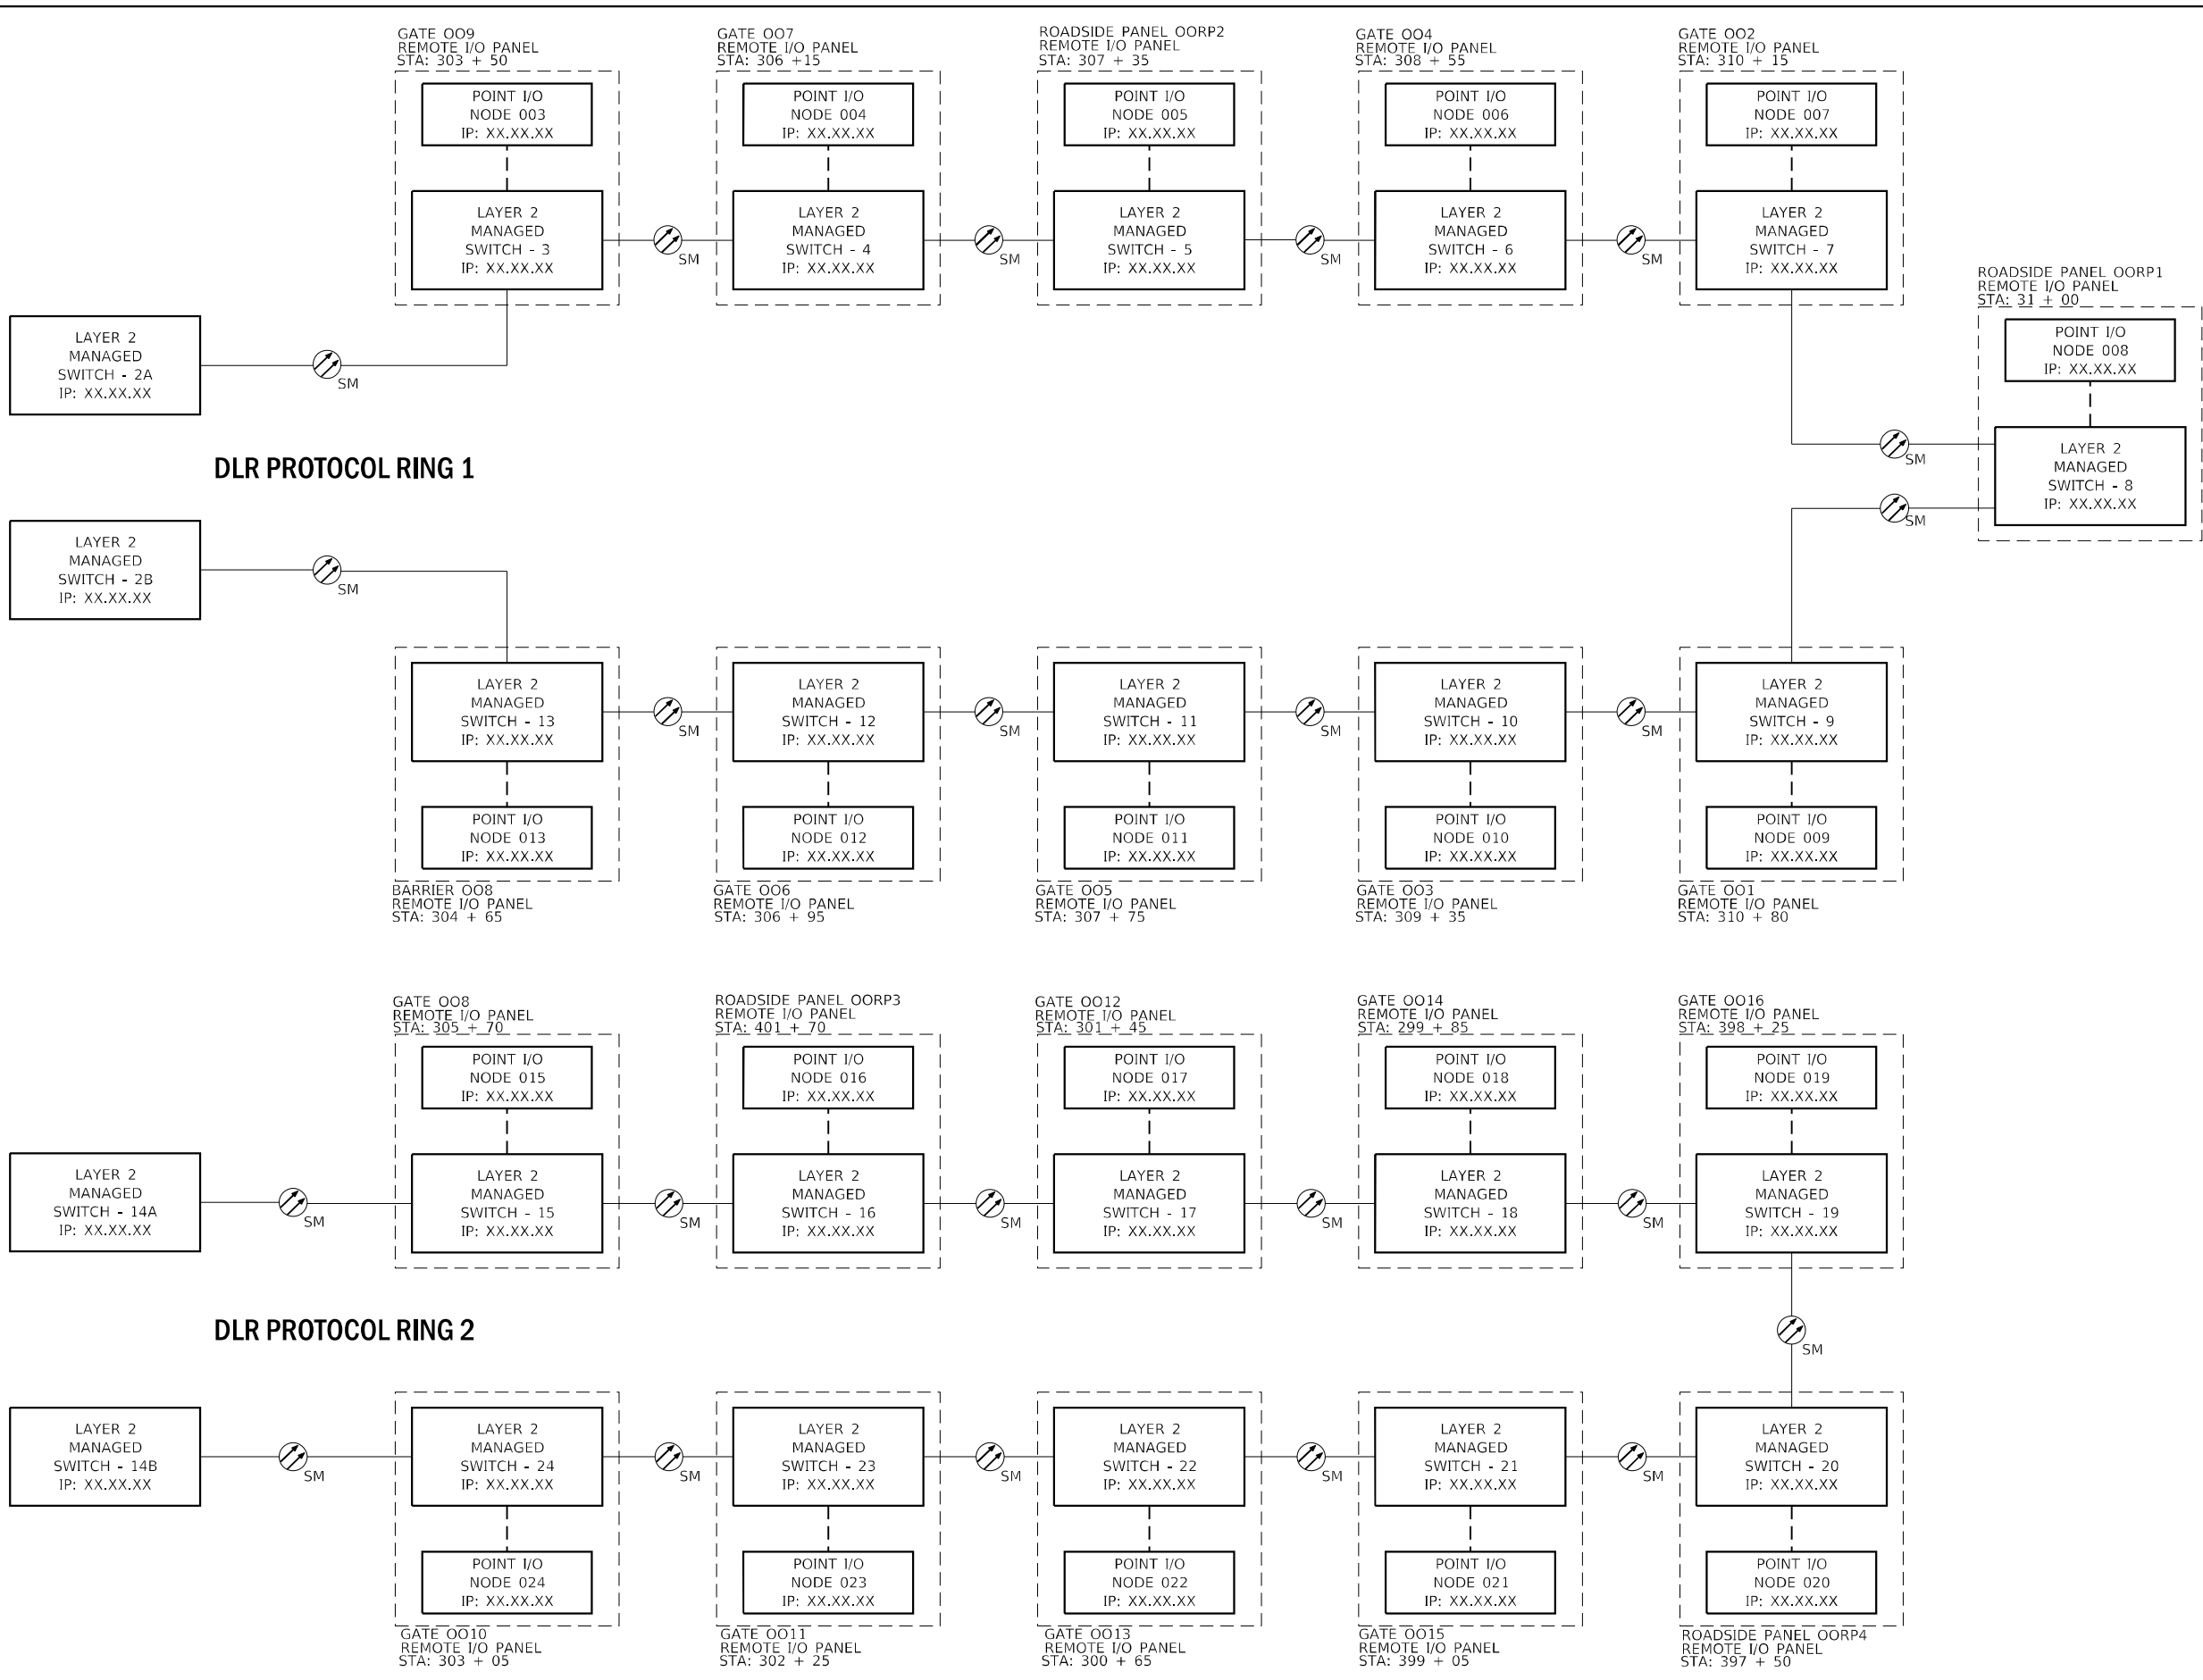 GATE OO9
REMOTE I/O PANEL
STA: 303 + 50
POINT I/O
NODE 003
IP: XX.XX.XX
LAYER 2
MANAGED
SWITCH - 3
IP: XX.XX.XX
SM
GATE OO7
REMOTE I/O PANEL
STA: 306 +15
POINT I/O
NODE 004
IP: XX.XX.XX
LAYER 2
MANAGED
SWITCH - 4
IP: XX.XX.XX
SM
ROADSIDE PANEL OORP2
REMOTE I/O PANEL
STA: 307 + 35
POINT I/O
NODE 005
IP: XX.XX.XX
LAYER 2
MANAGED
SWITCH - 5
IP: XX.XX.XX
SM
GATE OO4
REMOTE I/O PANEL
STA: 308 + 55
POINT I/O
NODE 006
IP: XX.XX.XX
LAYER 2
MANAGED
SWITCH - 6
IP: XX.XX.XX
SM
GATE OO2
REMOTE I/O PANEL
STA: 310 + 15
POINT I/O
NODE 007
IP: XX.XX.XX
LAYER 2
MANAGED
SWITCH - 7
IP: XX.XX.XX
ROADSIDE PANEL OORP1
REMOTE I/O PANEL
STA: 31 + 00
POINT I/O
NODE 008
IP: XX.XX.XX
LAYER 2
MANAGED
SWITCH - 8
IP: XX.XX.XX
SM
SM
LAYER 2
MANAGED
SWITCH - 2A
IP: XX.XX.XX
SM
DLR PROTOCOL RING 1
LAYER 2
MANAGED
SWITCH - 2B
IP: XX.XX.XX
SM
LAYER 2
MANAGED
SWITCH - 13
IP: XX.XX.XX
SM
POINT I/O
NODE 013
IP: XX.XX.XX
BARRIER OO8
REMOTE I/O PANEL
STA: 304 + 65
LAYER 2
MANAGED
SWITCH - 12
IP: XX.XX.XX
SM
POINT I/O
NODE 012
IP: XX.XX.XX
GATE OO6
REMOTE I/O PANEL
STA: 306 + 95
LAYER 2
MANAGED
SWITCH - 11
IP: XX.XX.XX
SM
POINT I/O
NODE 011
IP: XX.XX.XX
GATE OO5
REMOTE I/O PANEL
STA: 307 + 75
LAYER 2
MANAGED
SWITCH - 10
IP: XX.XX.XX
SM
POINT I/O
NODE 010
IP: XX.XX.XX
GATE OO3
REMOTE I/O PANEL
STA: 309 + 35
LAYER 2
MANAGED
SWITCH - 9
IP: XX.XX.XX
POINT I/O
NODE 009
IP: XX.XX.XX
GATE OO1
REMOTE I/O PANEL
STA: 310 + 80
GATE OO8
REMOTE I/O PANEL
STA: 305 + 70
POINT I/O
NODE 015
IP: XX.XX.XX
LAYER 2
MANAGED
SWITCH - 15
IP: XX.XX.XX
SM
ROADSIDE PANEL OORP3
REMOTE I/O PANEL
STA: 401 + 70
POINT I/O
NODE 016
IP: XX.XX.XX
LAYER 2
MANAGED
SWITCH - 16
IP: XX.XX.XX
SM
GATE OO12
REMOTE I/O PANEL
STA: 301 + 45
POINT I/O
NODE 017
IP: XX.XX.XX
LAYER 2
MANAGED
SWITCH - 17
IP: XX.XX.XX
SM
GATE OO14
REMOTE I/O PANEL
STA: 299 + 85
POINT I/O
NODE 018
IP: XX.XX.XX
LAYER 2
MANAGED
SWITCH - 18
IP: XX.XX.XX
SM
GATE OO16
REMOTE I/O PANEL
STA: 398 + 25
POINT I/O
NODE 019
IP: XX.XX.XX
LAYER 2
MANAGED
SWITCH - 19
IP: XX.XX.XX
SM
LAYER 2
MANAGED
SWITCH - 14A
IP: XX.XX.XX
SM
DLR PROTOCOL RING 2
LAYER 2
MANAGED
SWITCH - 14B
IP: XX.XX.XX
SM
LAYER 2
MANAGED
SWITCH - 24
IP: XX.XX.XX
SM
POINT I/O
NODE 024
IP: XX.XX.XX
GATE OO10
REMOTE I/O PANEL
STA: 303 + 05
LAYER 2
MANAGED
SWITCH - 23
IP: XX.XX.XX
SM
POINT I/O
NODE 023
IP: XX.XX.XX
GATE OO11
REMOTE I/O PANEL
STA: 302 + 25
LAYER 2
MANAGED
SWITCH - 22
IP: XX.XX.XX
SM
POINT I/O
NODE 022
IP: XX.XX.XX
GATE OO13
REMOTE I/O PANEL
STA: 300 + 65
LAYER 2
MANAGED
SWITCH - 21
IP: XX.XX.XX
SM
POINT I/O
NODE 021
IP: XX.XX.XX
GATE OO15
REMOTE I/O PANEL
STA: 399 + 05
LAYER 2
MANAGED
SWITCH - 20
IP: XX.XX.XX
POINT I/O
NODE 020
IP: XX.XX.XX
ROADSIDE PANEL OORP4
REMOTE I/O PANEL
STA: 397 + 50